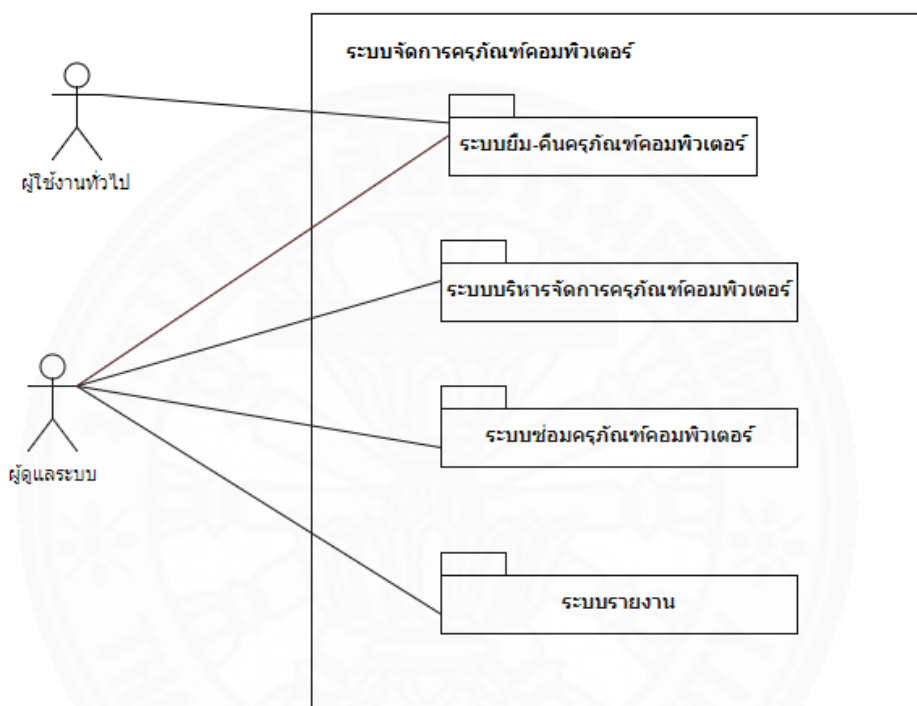 ระบบจัดการครุภัณฑ์คอมพิวเตอร์
ระบบยืม-คืนครุภัณฑ์คอมพิวเตอร์
ผู้ใช้งานทั่วไป
ระบบบริหารจัดการครุภัณฑ์คอมพิวเตอร์
ระบบซ่อมครุภัณฑ์คอมพิวเตอร์
ผู้ดูแลระบบ
ระบบรายงาน